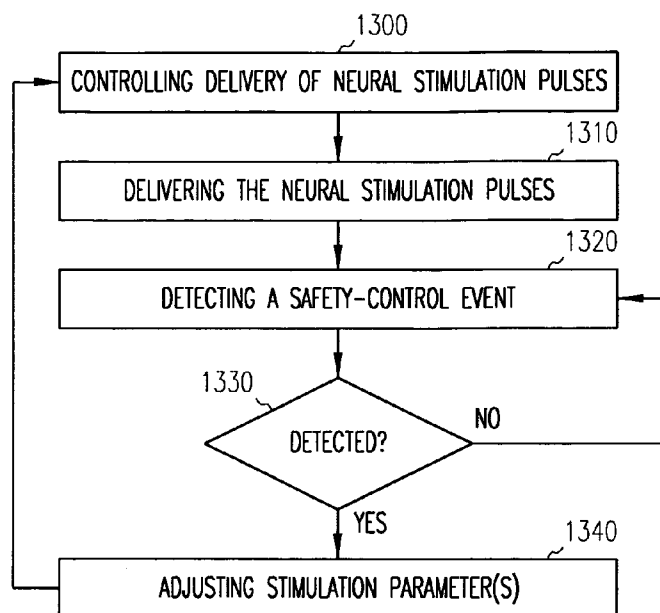 1300
CONTROLLING DELIVERY OF NEURAL STIMULATION PULSES
1310
DELIVERING THE NEURAL STIMULATION PULSES
1320
DETECTING A SAFETY-CONTROL EVENT
1330
DETECTED?
NO
YES
1340
ADJUSTING STIMULATION PARAMETER(S)